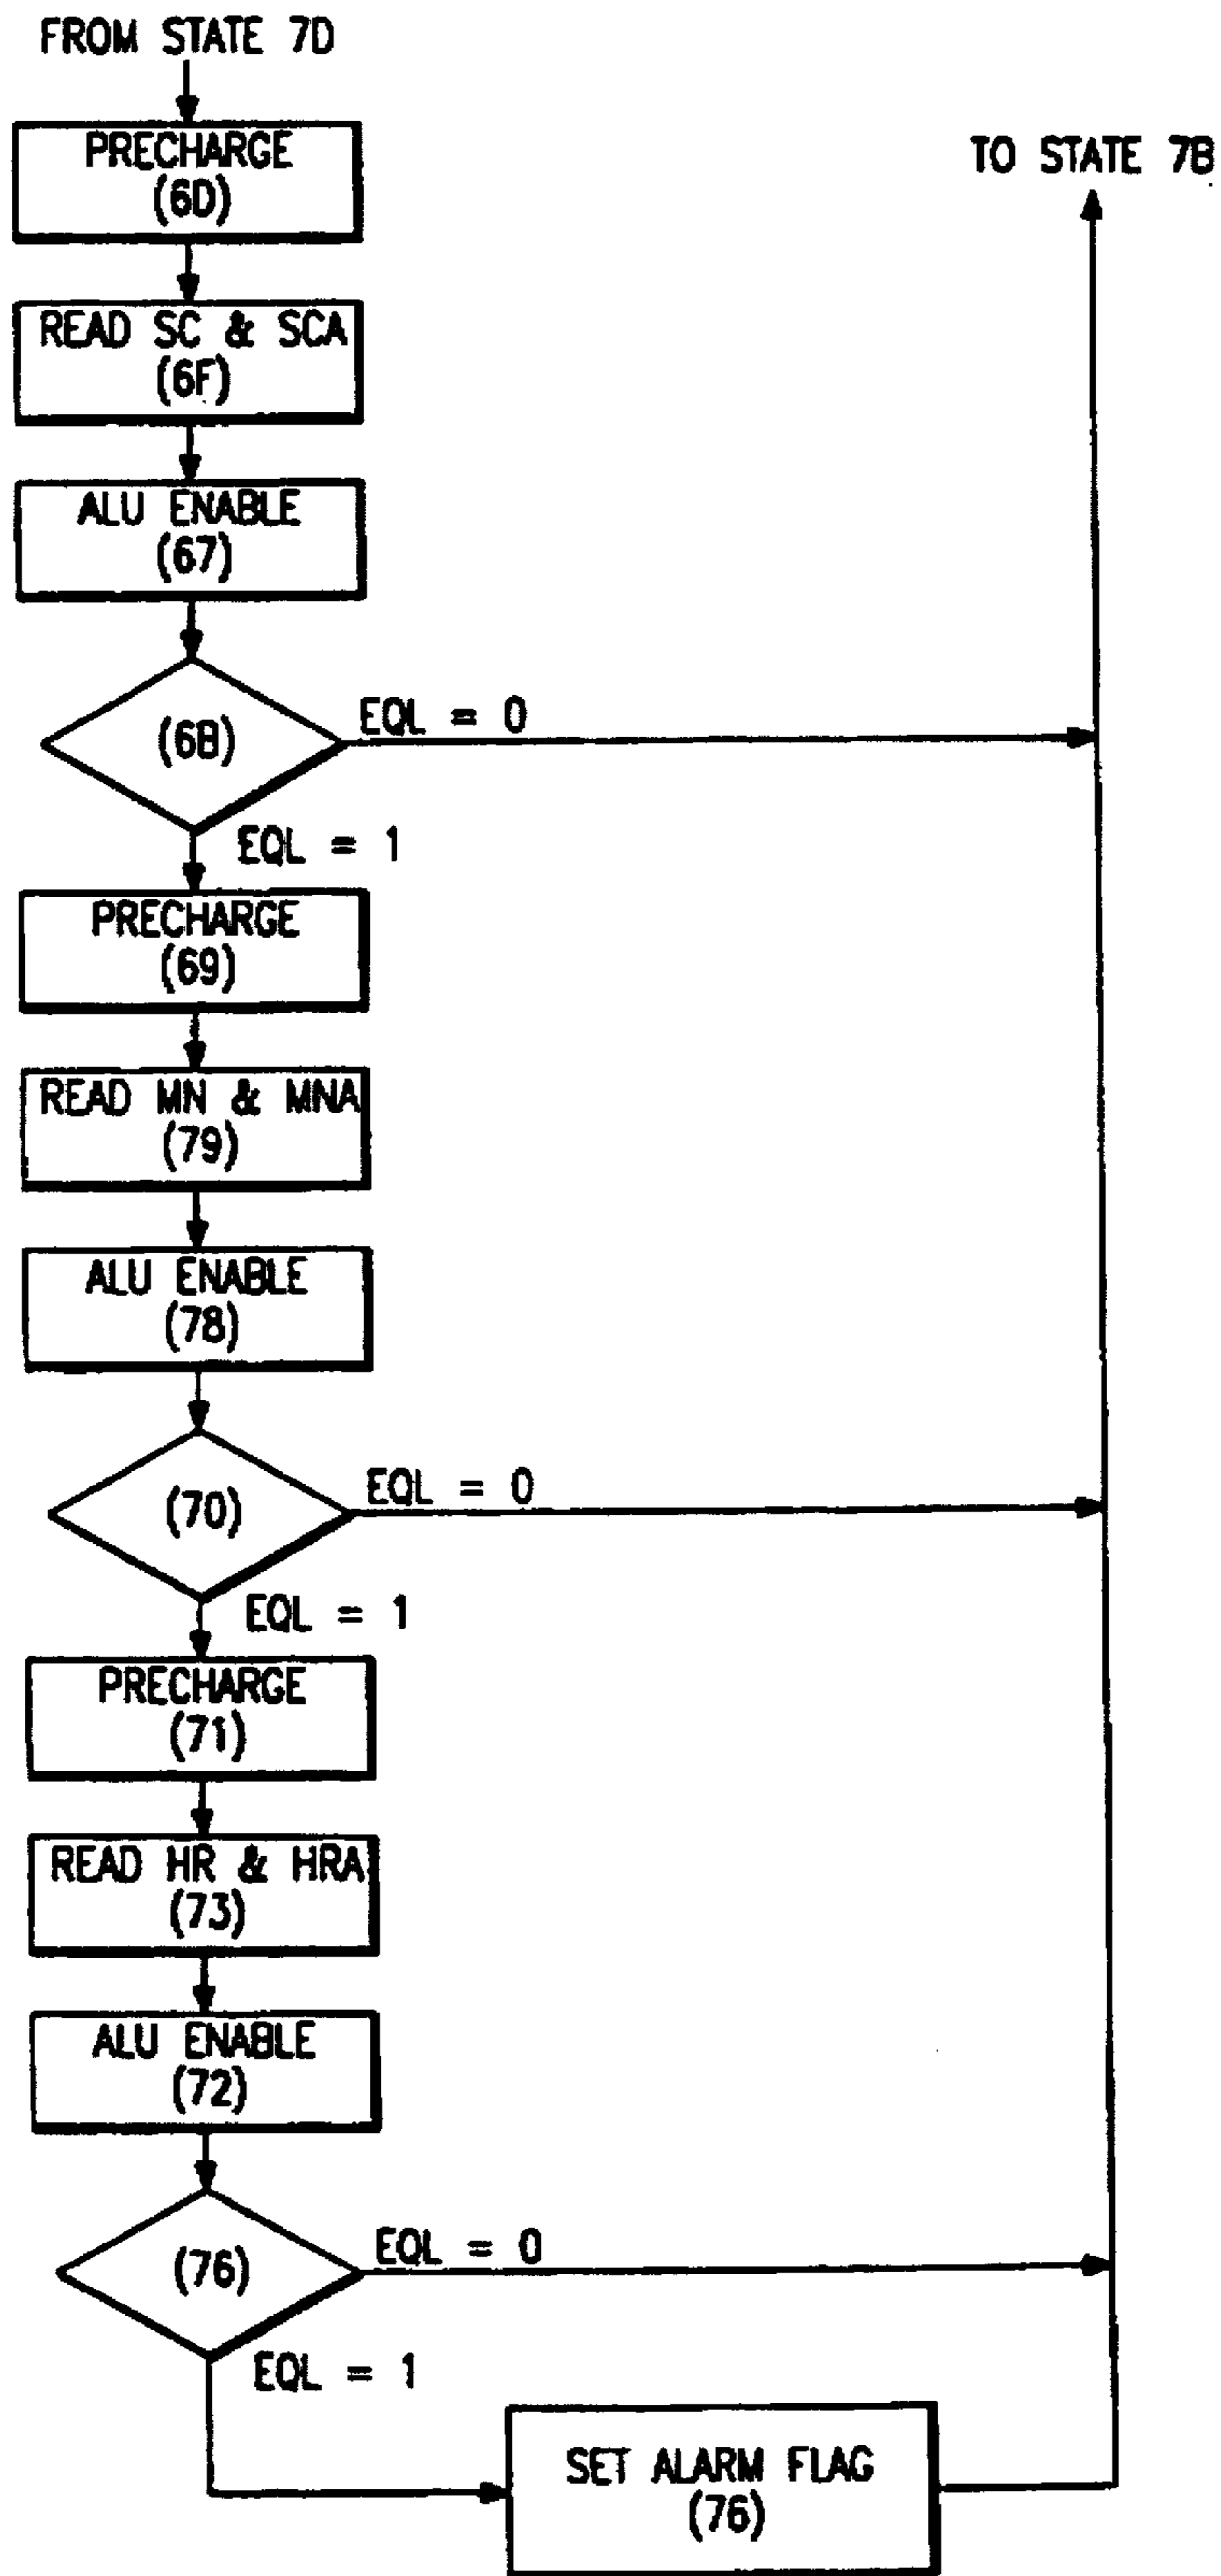 FROM STATE 7D
TO STATE 7B
PRECHARGE
(6D)
READ SC & SCA
(6F)
ALU ENABLE
(67)
(6B)
EQL = 0
EQL = 1
PRECHARGE
(69)
READ MN & MNA
(79)
ALU ENABLE
(78)
(70)
EQL = 0
EQL = 1
PRECHARGE
(71)
READ HR & HRA
(73)
ALU ENABLE
(72)
(76)
EQL = 0
EQL = 1
SET ALARM FLAG
(76)